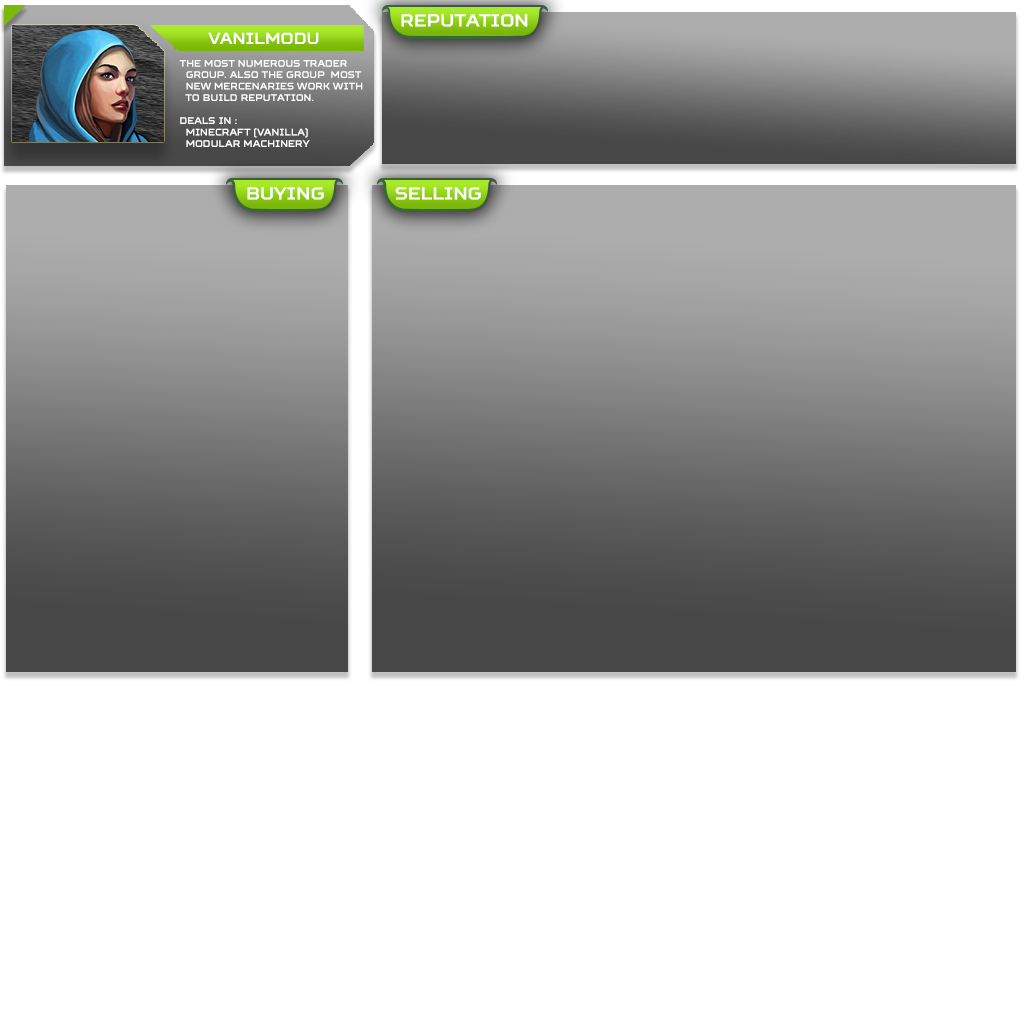 VANILMODU
THE MOST NUMEROUS TRADER
GROUP. ALSO THE GROUP  MOST
NEW MERCENARIES WORK WITH
TO BUILD REPUTATION.
DEALS IN :
MINECRAFT (VANILLA)
MODULAR MACHINERY
REPUTATION
BUYING
SELLING